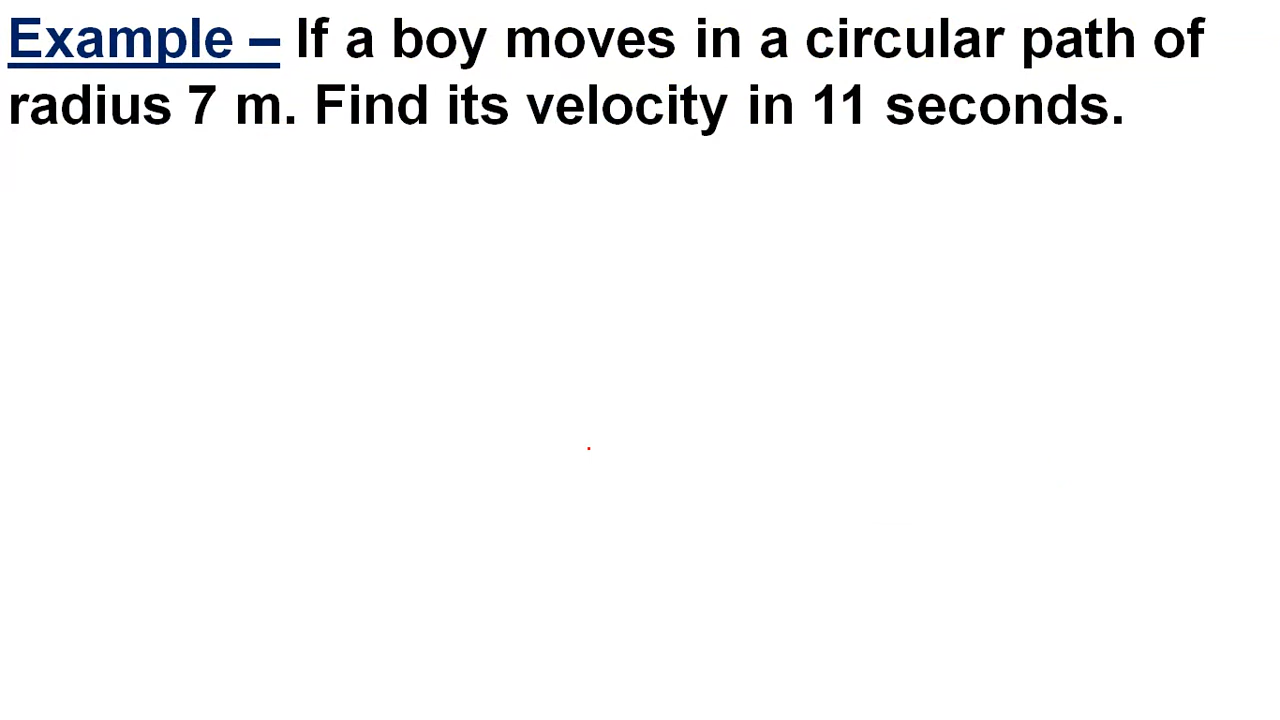 Example – If a boy moves in a circular path of
radius 7 m. Find its velocity in 11 seconds.